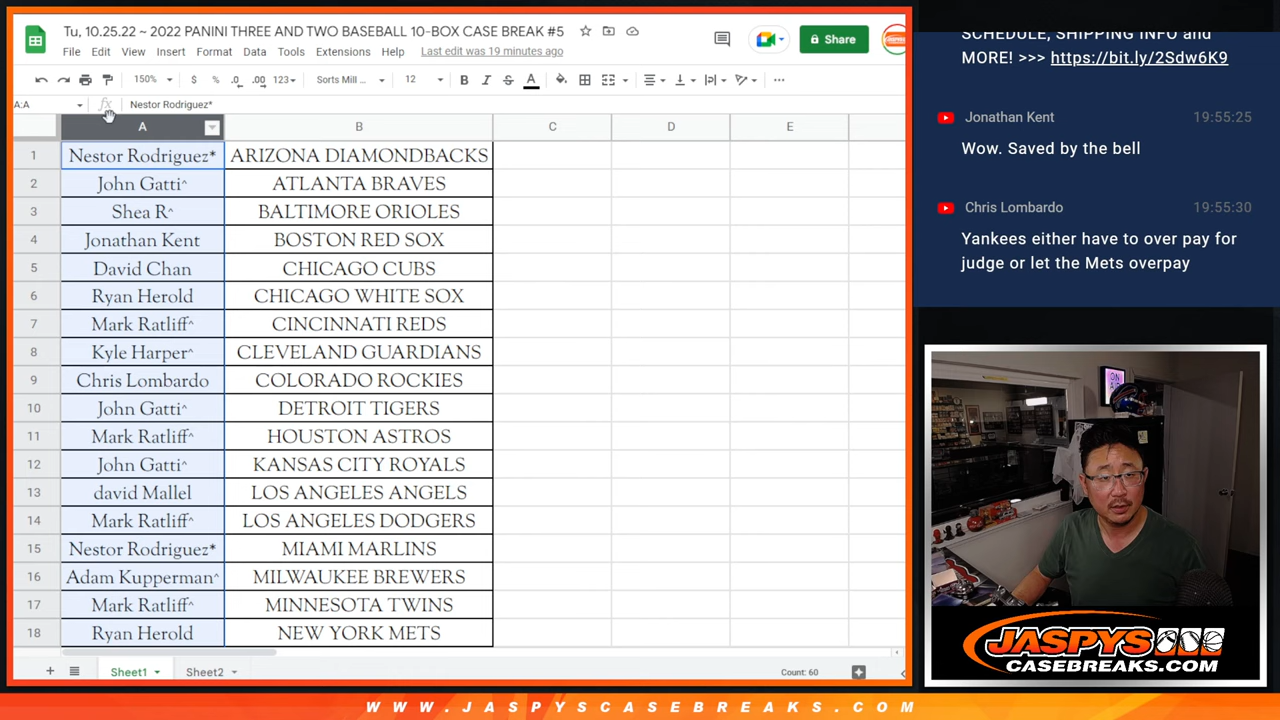 Tu, 10.25.22 ~ 2022 PANINI THREE AND TWO BASEBALL 10-BOX CASE BREAK #5
File Edit View Insert Format Data Tools Extensions Help Last edit was 19 minutes ago
Share
150% $ % .0 .00 123 Sorts Mill ... 12 B I S A
A:A fx Nestor Rodriguez*
A B C D E
1 Nestor Rodriguez* ARIZONA DIAMONDBACKS
2 John Gatti^ ATLANTA BRAVES
3 Shea R^ BALTIMORE ORIOLES
4 Jonathan Kent BOSTON RED SOX
5 David Chan CHICAGO CUBS
6 Ryan Herold CHICAGO WHITE SOX
7 Mark Ratliff^ CINCINNATI REDS
8 Kyle Harper^ CLEVELAND GUARDIANS
9 Chris Lombardo COLORADO ROCKIES
10 John Gatti^ DETROIT TIGERS
11 Mark Ratliff^ HOUSTON ASTROS
12 John Gatti^ KANSAS CITY ROYALS
13 david Mallel LOS ANGELES ANGELS
14 Mark Ratliff^ LOS ANGELES DODGERS
15 Nestor Rodriguez* MIAMI MARLINS
16 Adam Kupperman^ MILWAUKEE BREWERS
17 Mark Ratliff^ MINNESOTA TWINS
18 Ryan Herold NEW YORK METS
Sheet1 Sheet2 Count: 60
SCHEDULE, SHIPPING INFO and
MORE! >>> https://bit.ly/2Sdw6K9
Jonathan Kent 19:55:25
Wow. Saved by the bell
Chris Lombardo 19:55:30
Yankees either have to over pay for
judge or let the Mets overpay
ON
JASPYS
CASEBREAKS.COM
WWW.JASPYSCASEBREAKS.COM